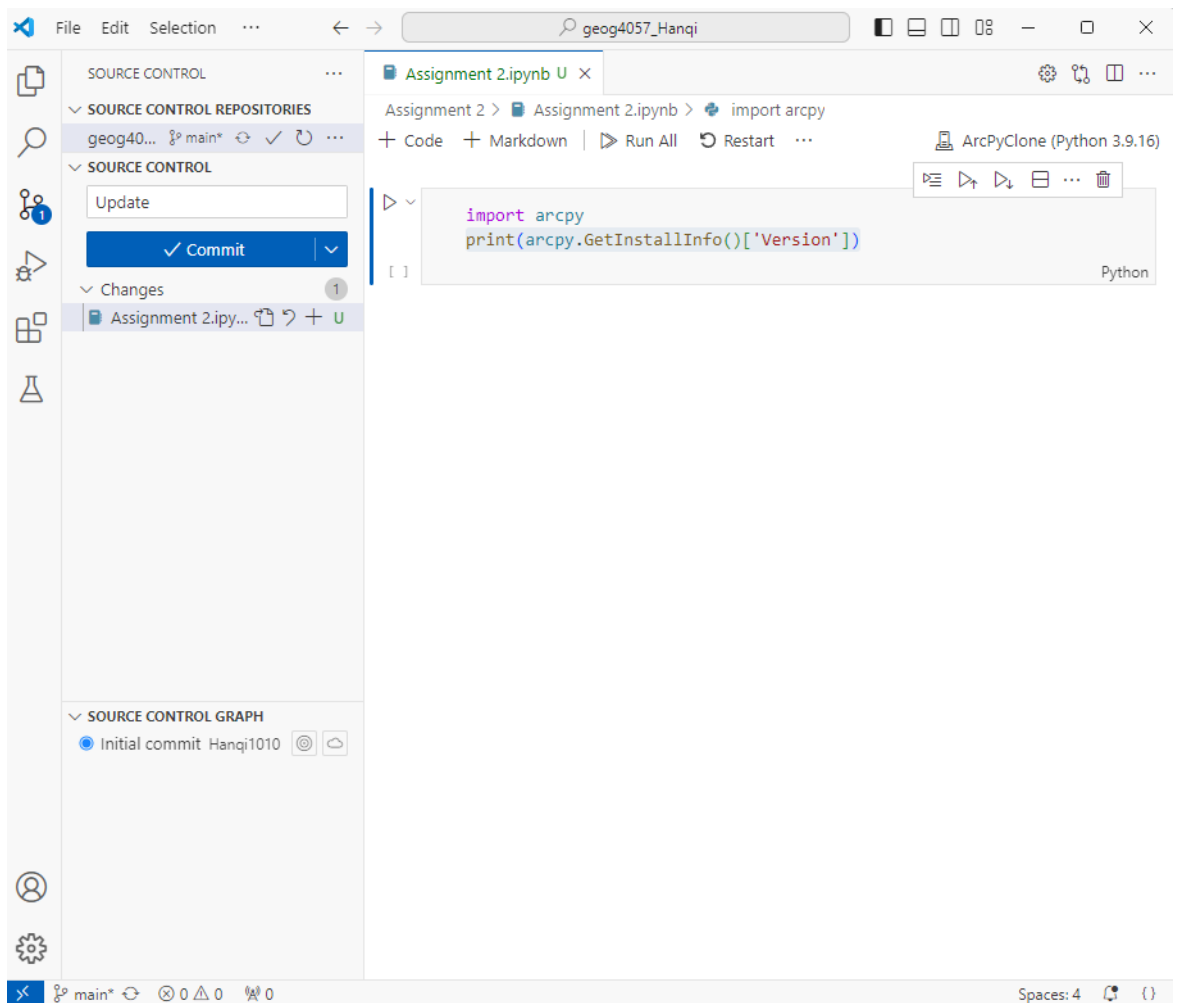 File Edit Selection ··· geog4057_Hanqi
SOURCE CONTROL ···
SOURCE CONTROL REPOSITORIES
geog40... main* ···
SOURCE CONTROL
Update
Commit
Changes 1
Assignment 2.ipy... U
SOURCE CONTROL GRAPH
Initial commit Hanqi1010
Assignment 2.ipynb U
Assignment 2 > Assignment 2.ipynb > import arcpy
+ Code + Markdown Run All Restart ··· ArcPyClone (Python 3.9.16)
import arcpy
print(arcpy.GetInstallInfo()['Version'])
[ ] Python
1
main* 0 0 0 Spaces: 4 {}